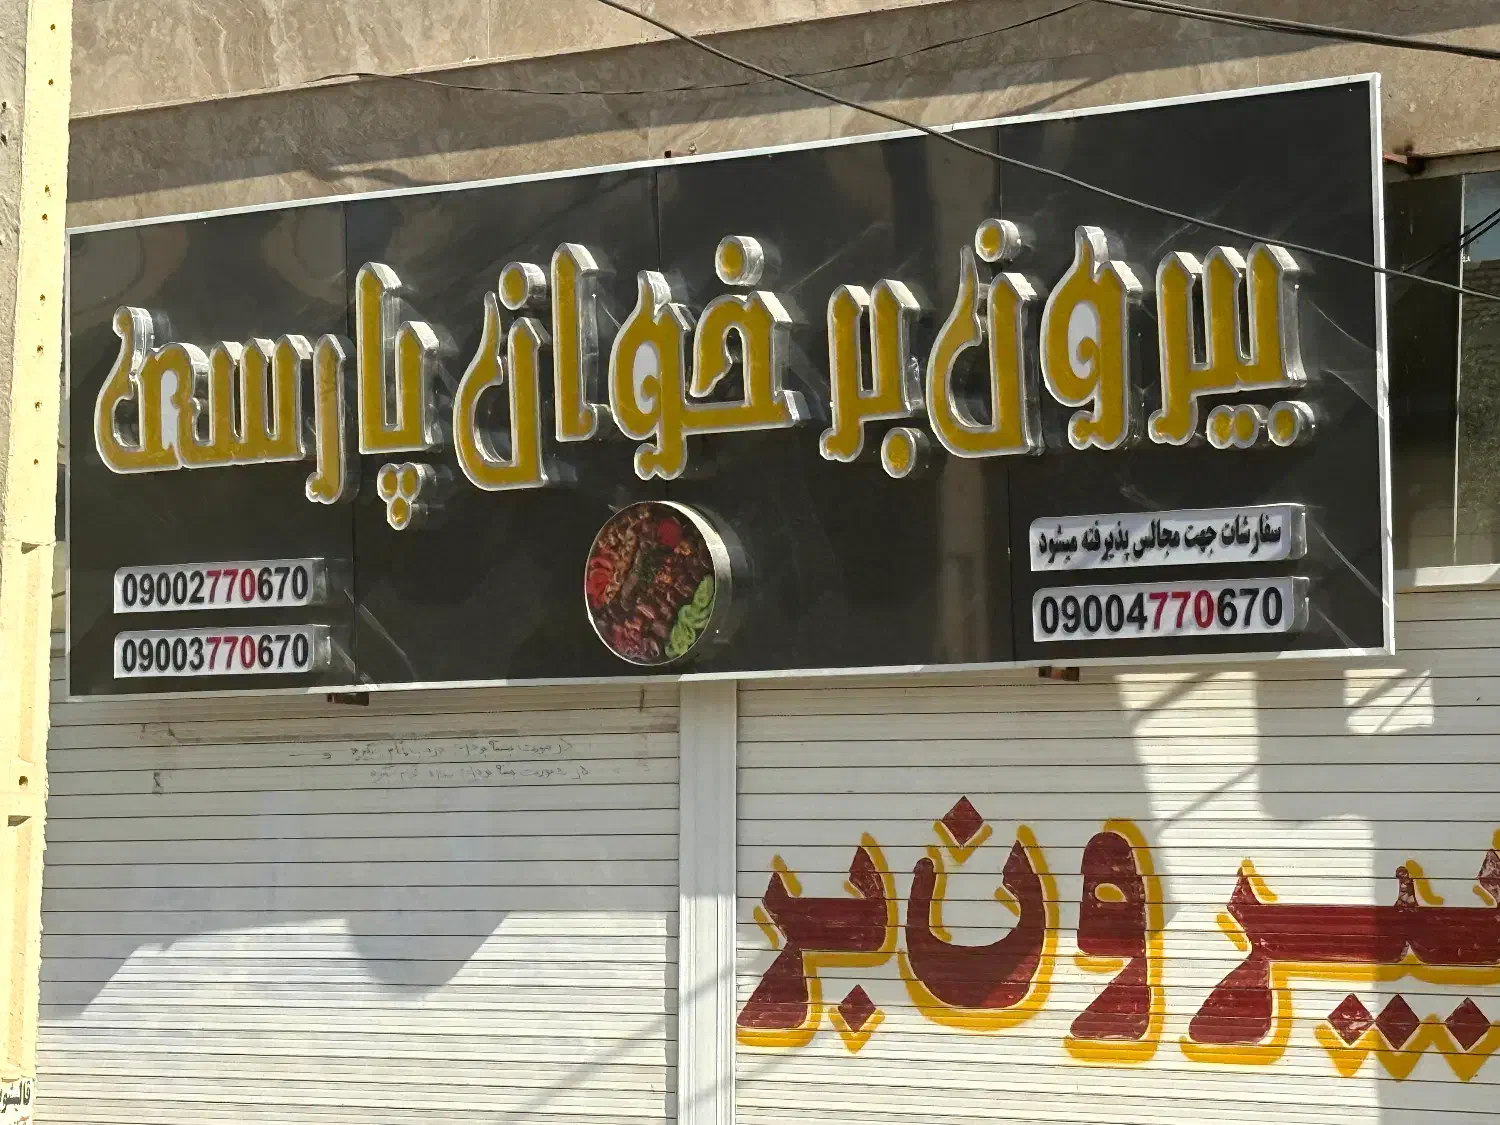 بیرون بر خوان پارسی
سفارشات جهت مجالس پذیرفته میشود
09004770670
09002770670
09003770670
بیرون بر